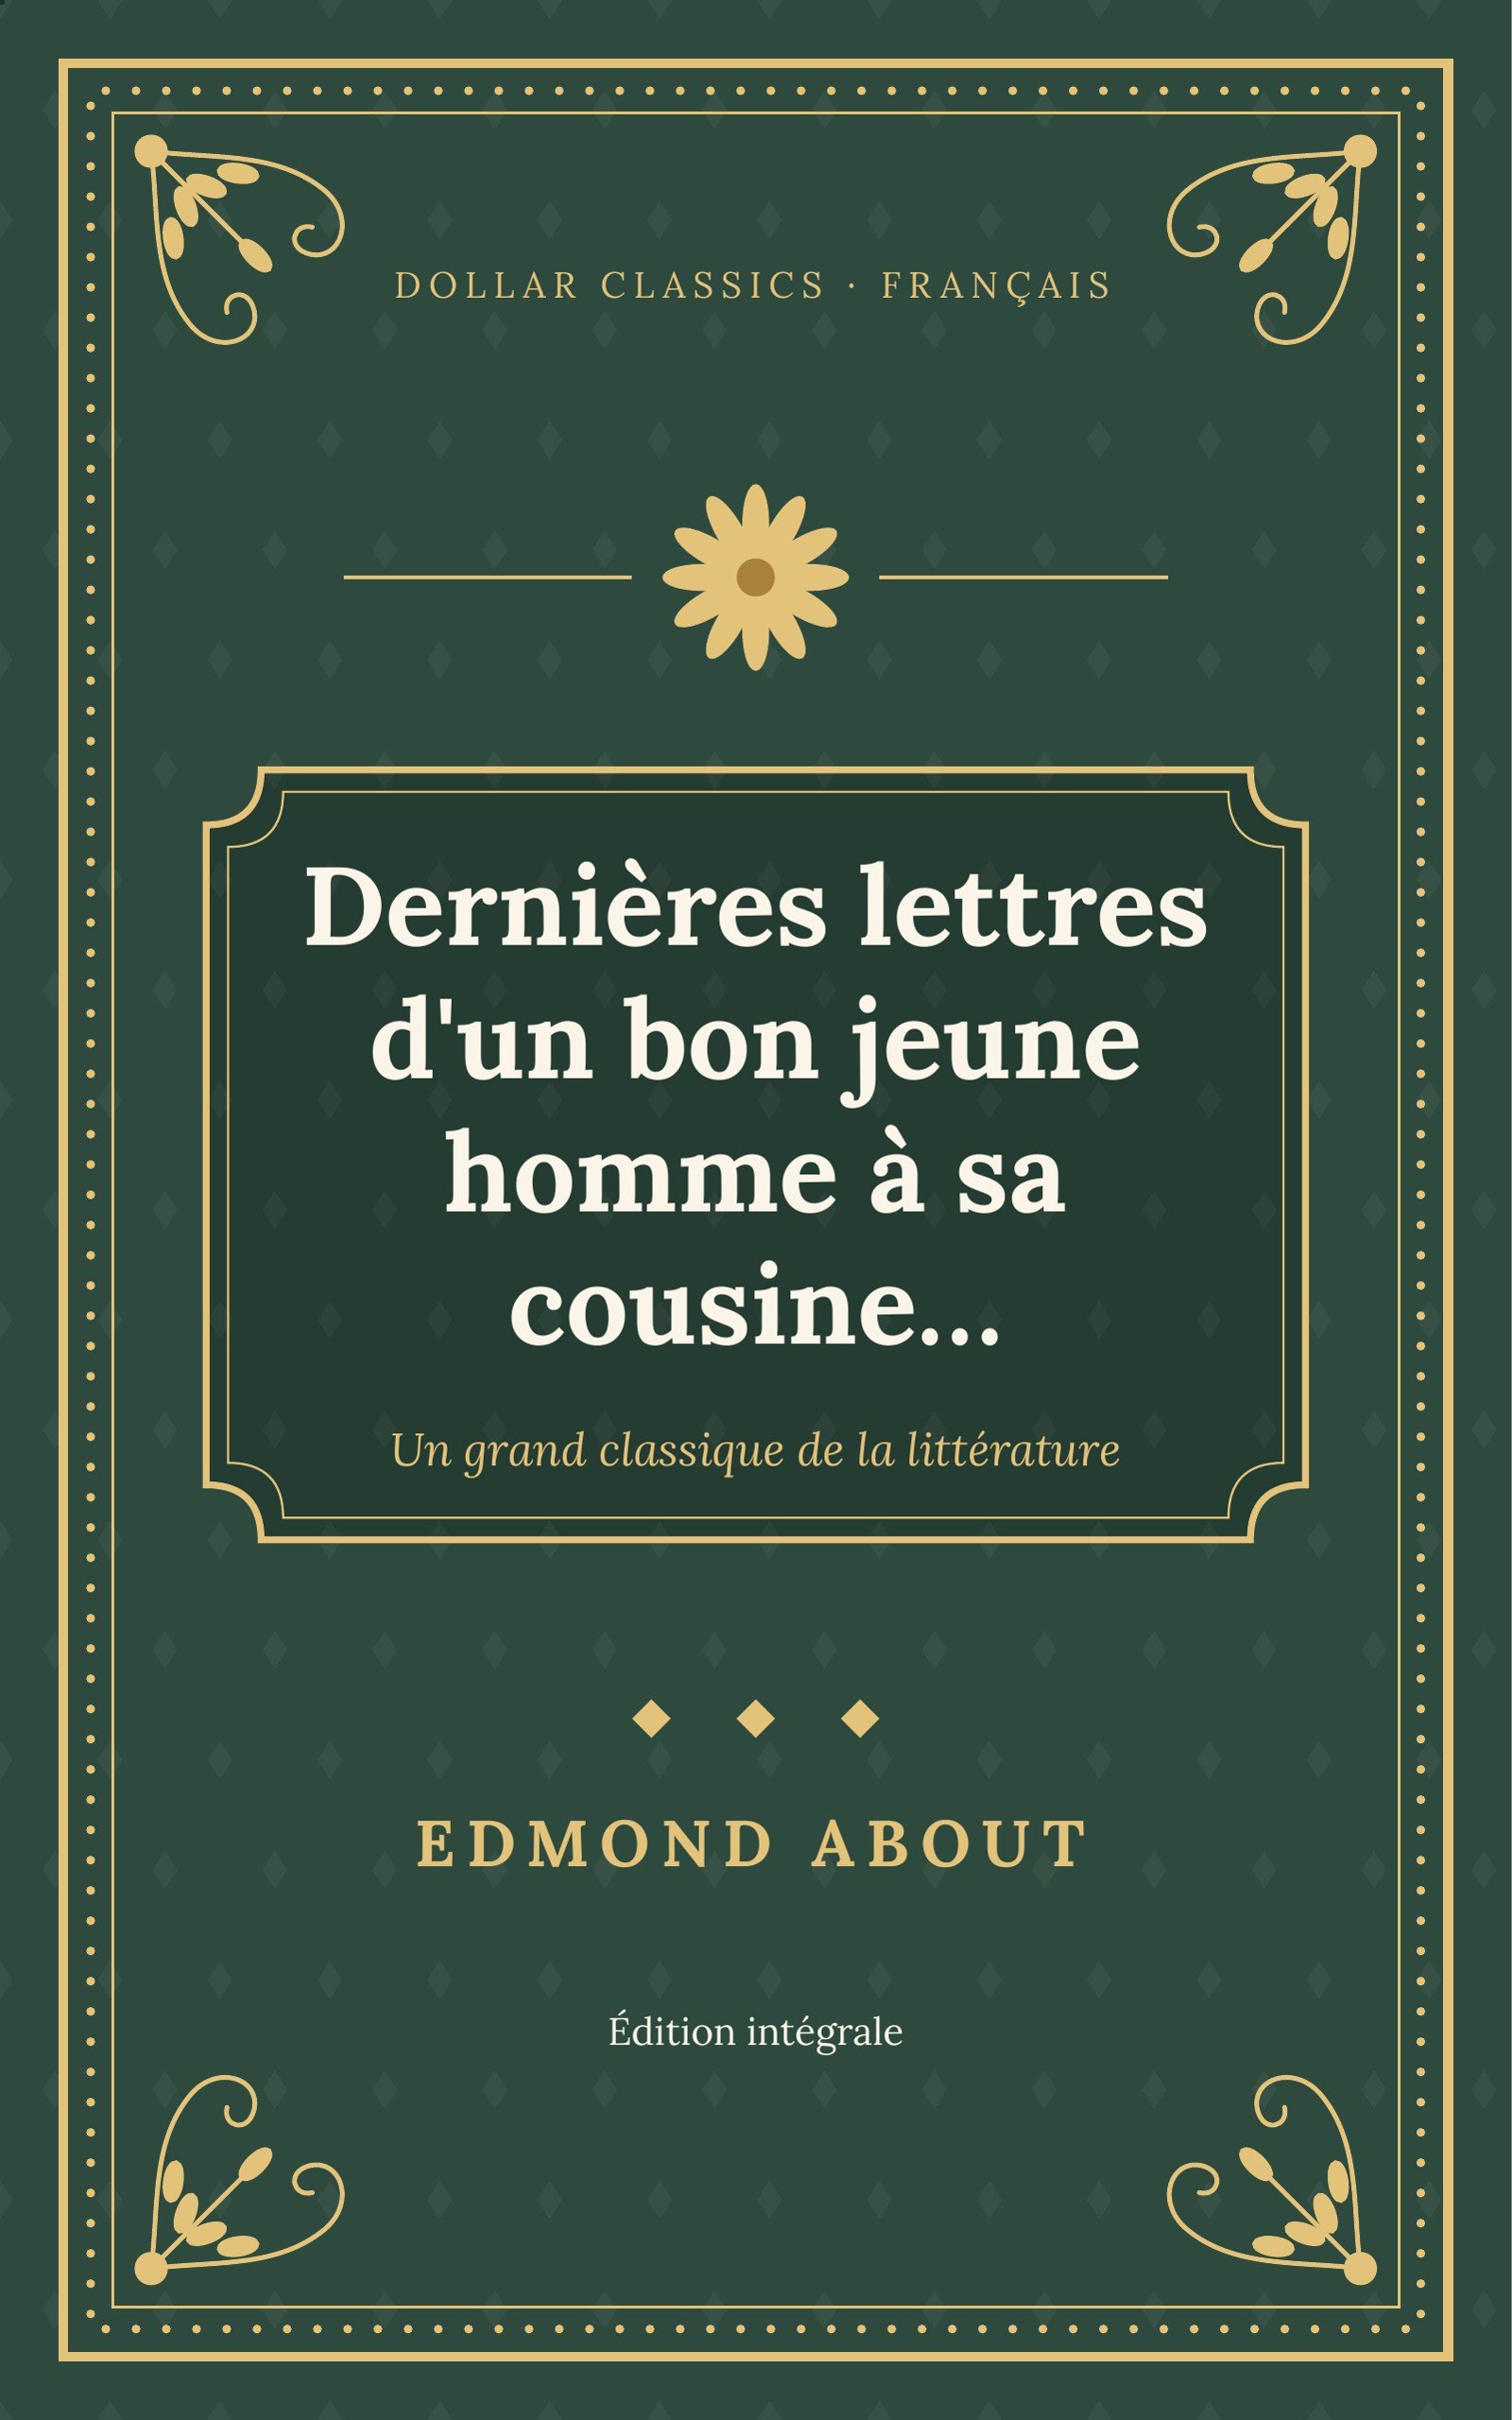 DOLLAR CLASSICS · FRANÇAIS
Dernières lettres
d'un bon jeune
homme à sa
cousine...
Un grand classique de la littérature
EDMOND ABOUT
Édition intégrale